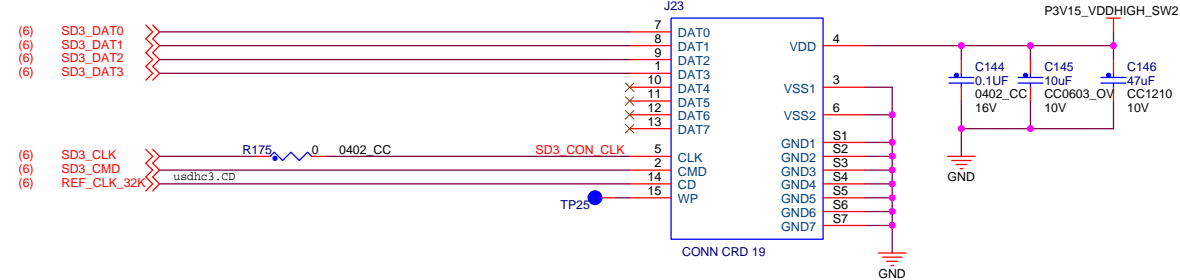 J23
P3V15_VDDHIGH_SW2
(6) SD3_DAT0 7 DAT0
(6) SD3_DAT1 8 DAT1
(6) SD3_DAT2 9 DAT2
(6) SD3_DAT3 1 DAT3
10 DAT4
11 DAT5
12 DAT6
13 DAT7
VDD 4
VSS1 3
VSS2 6
GND1 S1
GND2 S2
GND3 S3
GND4 S4
GND5 S5
GND6 S6
GND7 S7
C144
0.1UF
0402_CC
16V
C145
10uF
CC0603_OV
10V
C146
47uF
CC1210
10V
GND
(6) SD3_CLK R175 0 0402_CC SD3_CON_CLK 5 CLK
(6) SD3_CMD 2 CMD
(6) REF_CLK_32K usdhc3.CD 14 CD
TP25 15 WP
CONN CRD 19
GND